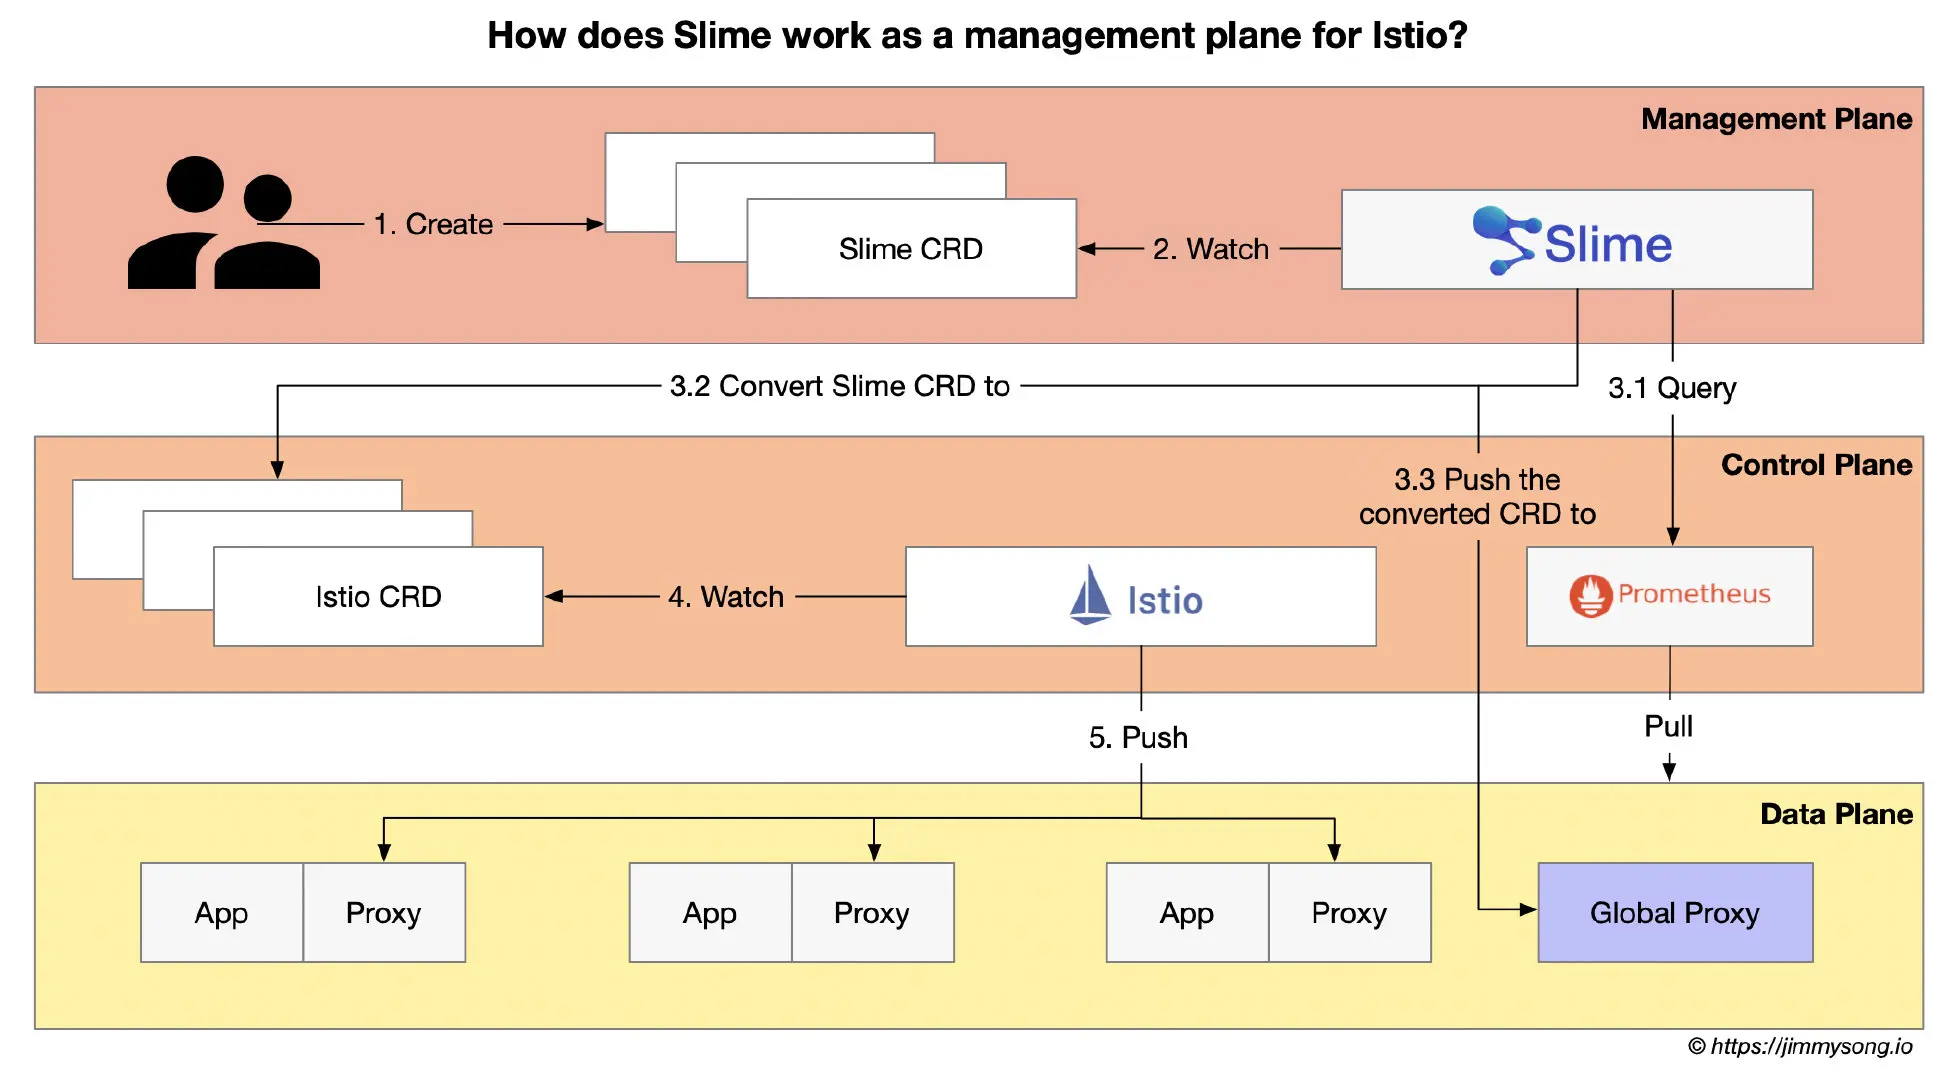 How does Slime work as a management plane for Istio?
Management Plane
1. Create
Slime CRD
2. Watch
Slime
3.2 Convert Slime CRD to
3.1 Query
Control Plane
3.3 Push the
converted CRD to
Istio CRD
4. Watch
Istio
Prometheus
5. Push
Pull
Data Plane
App
Proxy
App
Proxy
App
Proxy
Global Proxy
© https://jimmysong.io